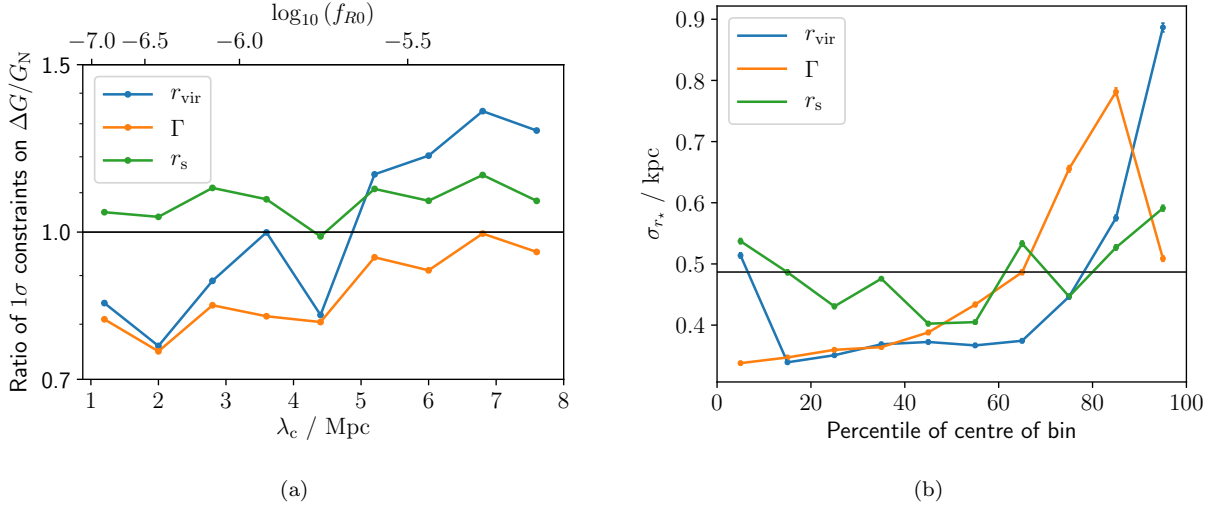 log₁₀ (f_R0)
−7.0 −6.5 −6.0 −5.5
1.5
1.0
0.7
Ratio of 1σ constraints on ΔG/G_N
r_vir
Γ
r_s
1 2 3 4 5 6 7 8
λ_c / Mpc
(a)
0.9
0.8
0.7
0.6
0.5
0.4
σ_r⋆ / kpc
r_vir
Γ
r_s
0 20 40 60 80 100
Percentile of centre of bin
(b)